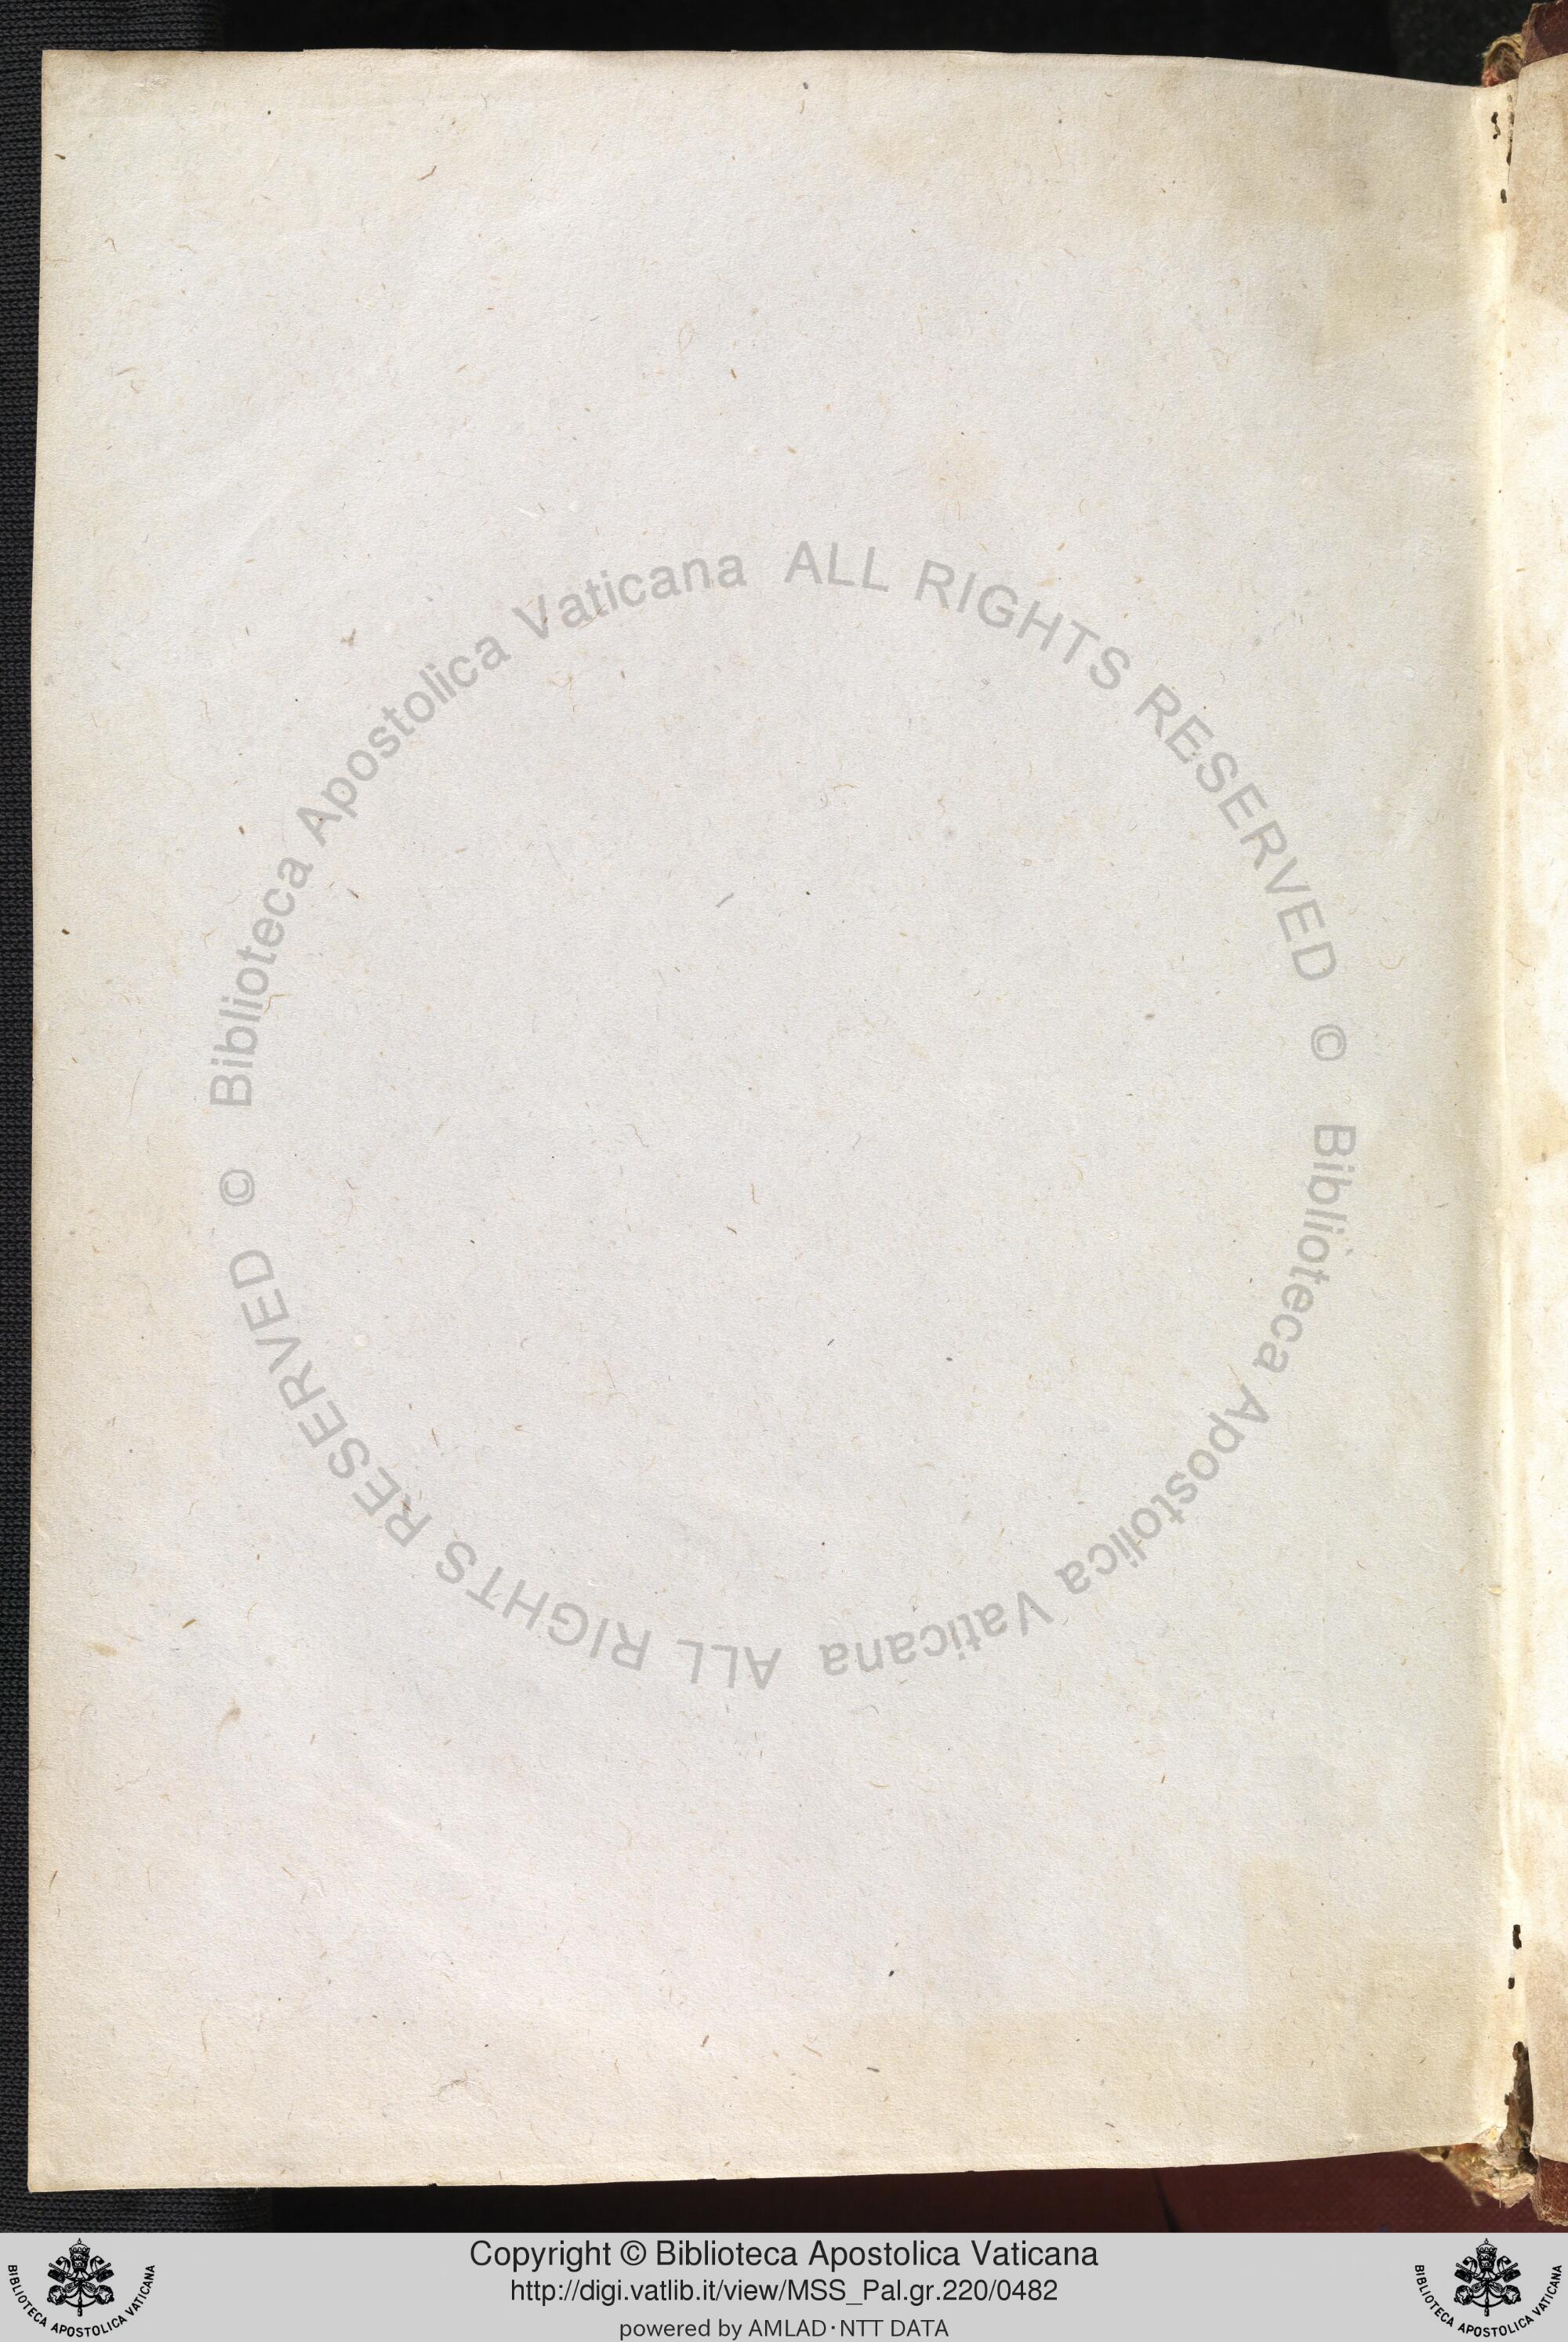 © Biblioteca Apostolica Vaticana ALL RIGHTS RESERVED
© Biblioteca Apostolica Vaticana ALL RIGHTS RESERVED
Copyright © Biblioteca Apostolica Vaticana
http://digi.vatlib.it/view/MSS_Pal.gr.220/0482
powered by AMLAD·NTT DATA
BIBLIOTECA APOSTOLICA VATICANA
BIBLIOTECA APOSTOLICA VATICANA